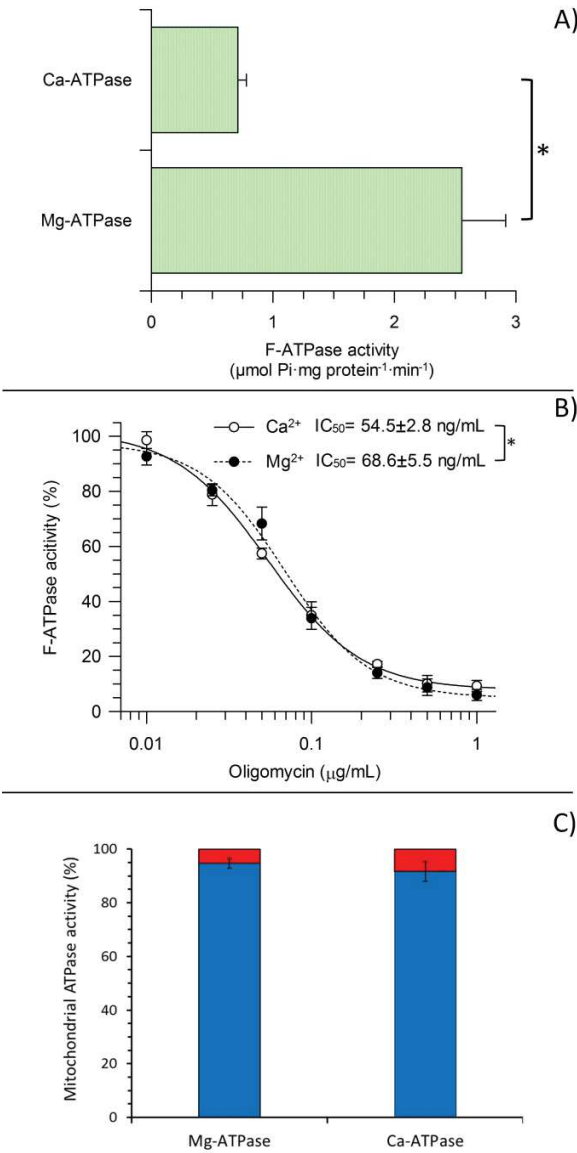 A)
Ca-ATPase
*
Mg-ATPase
0 1 2 3
F-ATPase activity
(µmol Pi·mg protein⁻¹·min⁻¹)
B)
Ca²⁺ IC₅₀= 54.5±2.8 ng/mL
*
Mg²⁺ IC₅₀= 68.6±5.5 ng/mL
100
80
60
40
20
0
F-ATPase acitivity (%)
0.01 0.1 1
Oligomycin (µg/mL)
C)
100
80
60
40
20
0
Mitochondrial ATPase activity (%)
Mg-ATPase Ca-ATPase